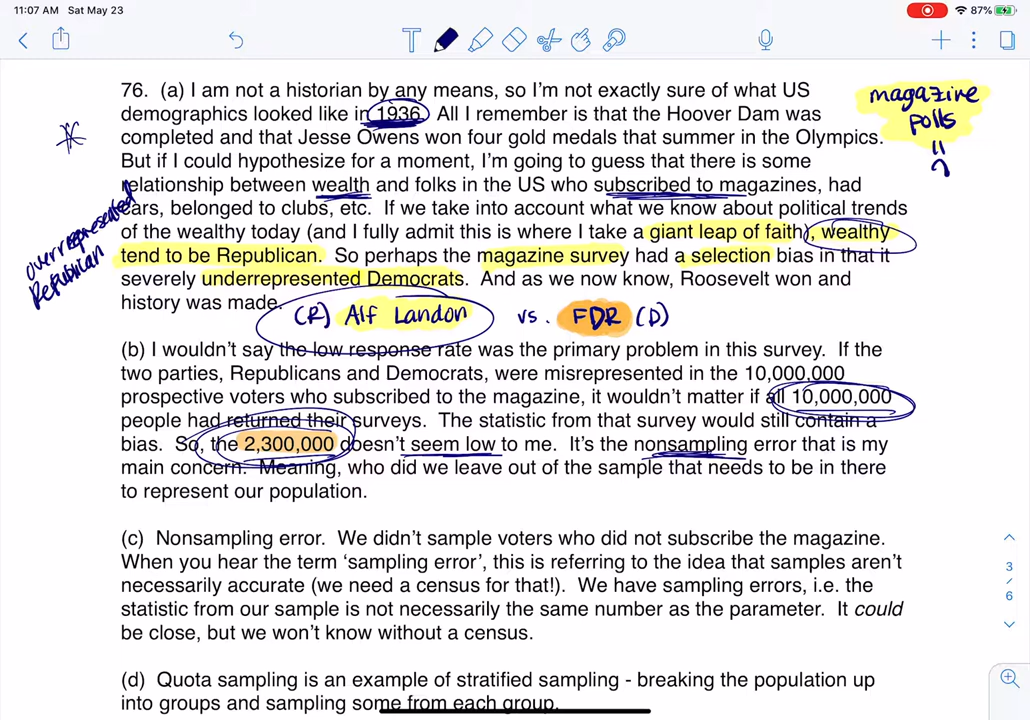 11:07 AM Sat May 23
87%
76. (a) I am not a historian by any means, so I'm not exactly sure of what US
demographics looked like in 1936. All I remember is that the Hoover Dam was
completed and that Jesse Owens won four gold medals that summer in the Olympics.
But if I could hypothesize for a moment, I'm going to guess that there is some
relationship between wealth and folks in the US who subscribed to magazines, had
cars, belonged to clubs, etc. If we take into account what we know about political trends
of the wealthy today (and I fully admit this is where I take a giant leap of faith), wealthy
tend to be Republican. So perhaps the magazine survey had a selection bias in that it
severely underrepresented Democrats. And as we now know, Roosevelt won and
history was made.
magazine
polls
=
?
overrepresented
Republican
(R) Alf Landon vs. FDR (D)
(b) I wouldn't say the low response rate was the primary problem in this survey. If the
two parties, Republicans and Democrats, were misrepresented in the 10,000,000
prospective voters who subscribed to the magazine, it wouldn't matter if all 10,000,000
people had returned their surveys. The statistic from that survey would still contain a
bias. So, the 2,300,000 doesn't seem low to me. It's the nonsampling error that is my
main concern. Meaning, who did we leave out of the sample that needs to be in there
to represent our population.
(c) Nonsampling error. We didn't sample voters who did not subscribe the magazine.
When you hear the term 'sampling error', this is referring to the idea that samples aren't
necessarily accurate (we need a census for that!). We have sampling errors, i.e. the
statistic from our sample is not necessarily the same number as the parameter. It could
be close, but we won't know without a census.
(d) Quota sampling is an example of stratified sampling - breaking the population up
into groups and sampling some from each group.
3
/
6